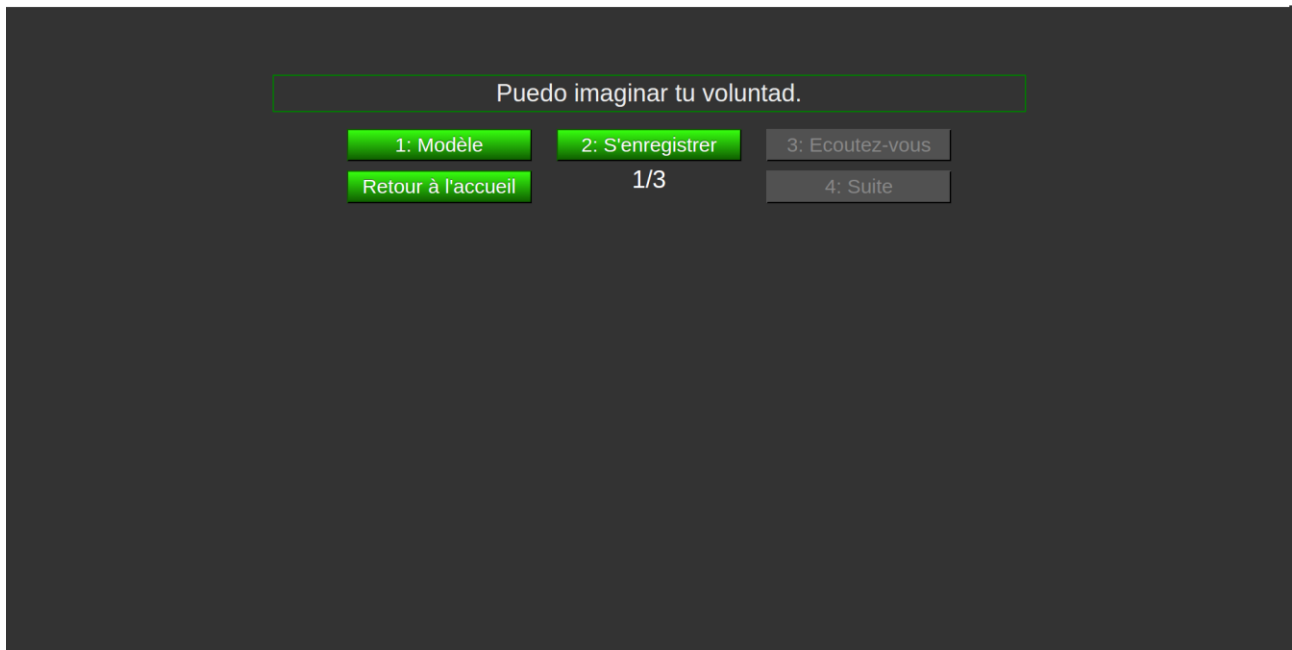 Puedo imaginar tu voluntad.
1: Modèle 2: S'enregistrer 3: Ecoutez-vous
Retour à l'accueil 1/3 4: Suite